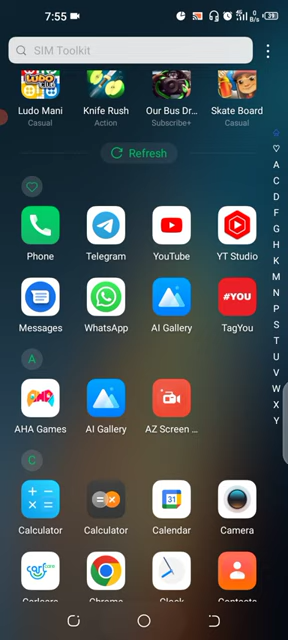 7:55
SIM Toolkit
Ludo Mani Knife Rush Our Bus Dr... Skate Board
Casual Action Subscribe+ Casual
Refresh
Phone Telegram YouTube YT Studio
#YOU
Messages WhatsApp AI Gallery TagYou
A
AHA Games AI Gallery AZ Screen ...
C
31
Calculator Calculator Calendar Camera
Carlcare Chrome Clock Contacts
A
C
D
F
G
H
K
M
N
P
S
T
U
V
W
X
Y